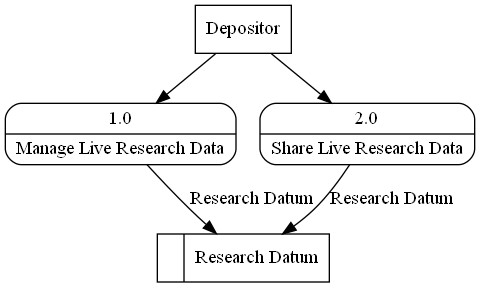 Depositor
1.0
Manage Live Research Data
2.0
Share Live Research Data
Research Datum
Research Datum
Research Datum